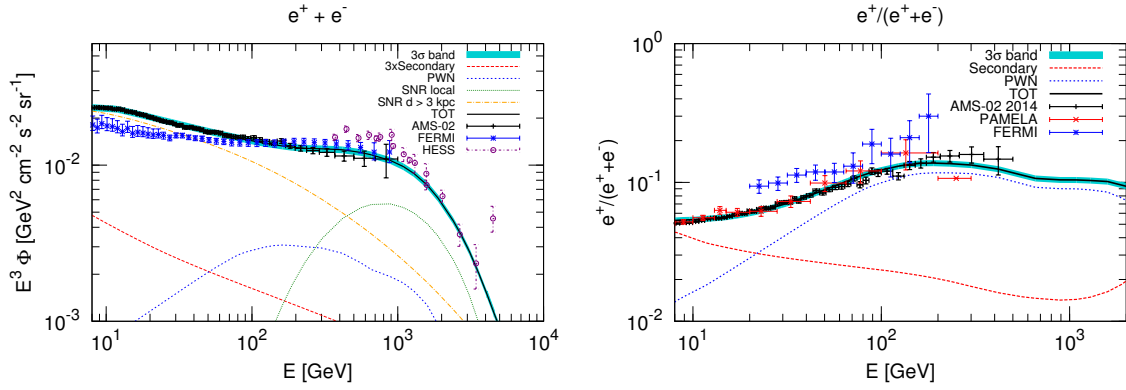 e⁺ + e⁻
E³ Φ [GeV² cm⁻² s⁻² sr⁻¹]
10⁻²
10⁻³
3σ band
3xSecondary
PWN
SNR local
SNR d > 3 kpc
TOT
AMS-02
FERMI
HESS
10¹ 10² 10³ 10⁴
E [GeV]
e⁺/(e⁺+e⁻)
e⁺/(e⁺+e⁻)
10⁰
10⁻¹
10⁻²
3σ band
Secondary
PWN
TOT
AMS-02 2014
PAMELA
FERMI
10¹ 10² 10³
E [GeV]